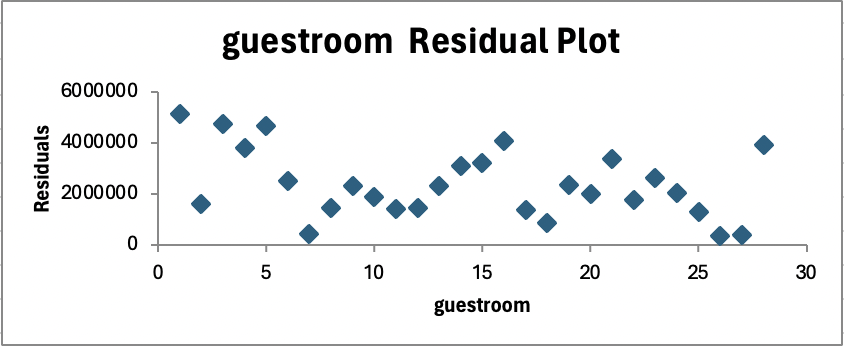 guestroom  Residual Plot
6000000
4000000
2000000
0
Residuals
0 5 10 15 20 25 30
guestroom